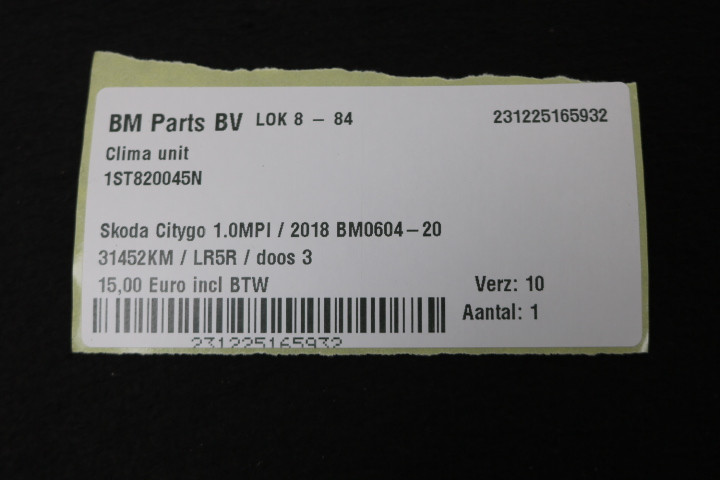 BM Parts BV LOK 8 – 84 231225165932
Clima unit
1ST820045N
Skoda Citygo 1.0MPI / 2018 BM0604–20
31452KM / LR5R / doos 3
15,00 Euro incl BTW Verz: 10
Aantal: 1
231225165932